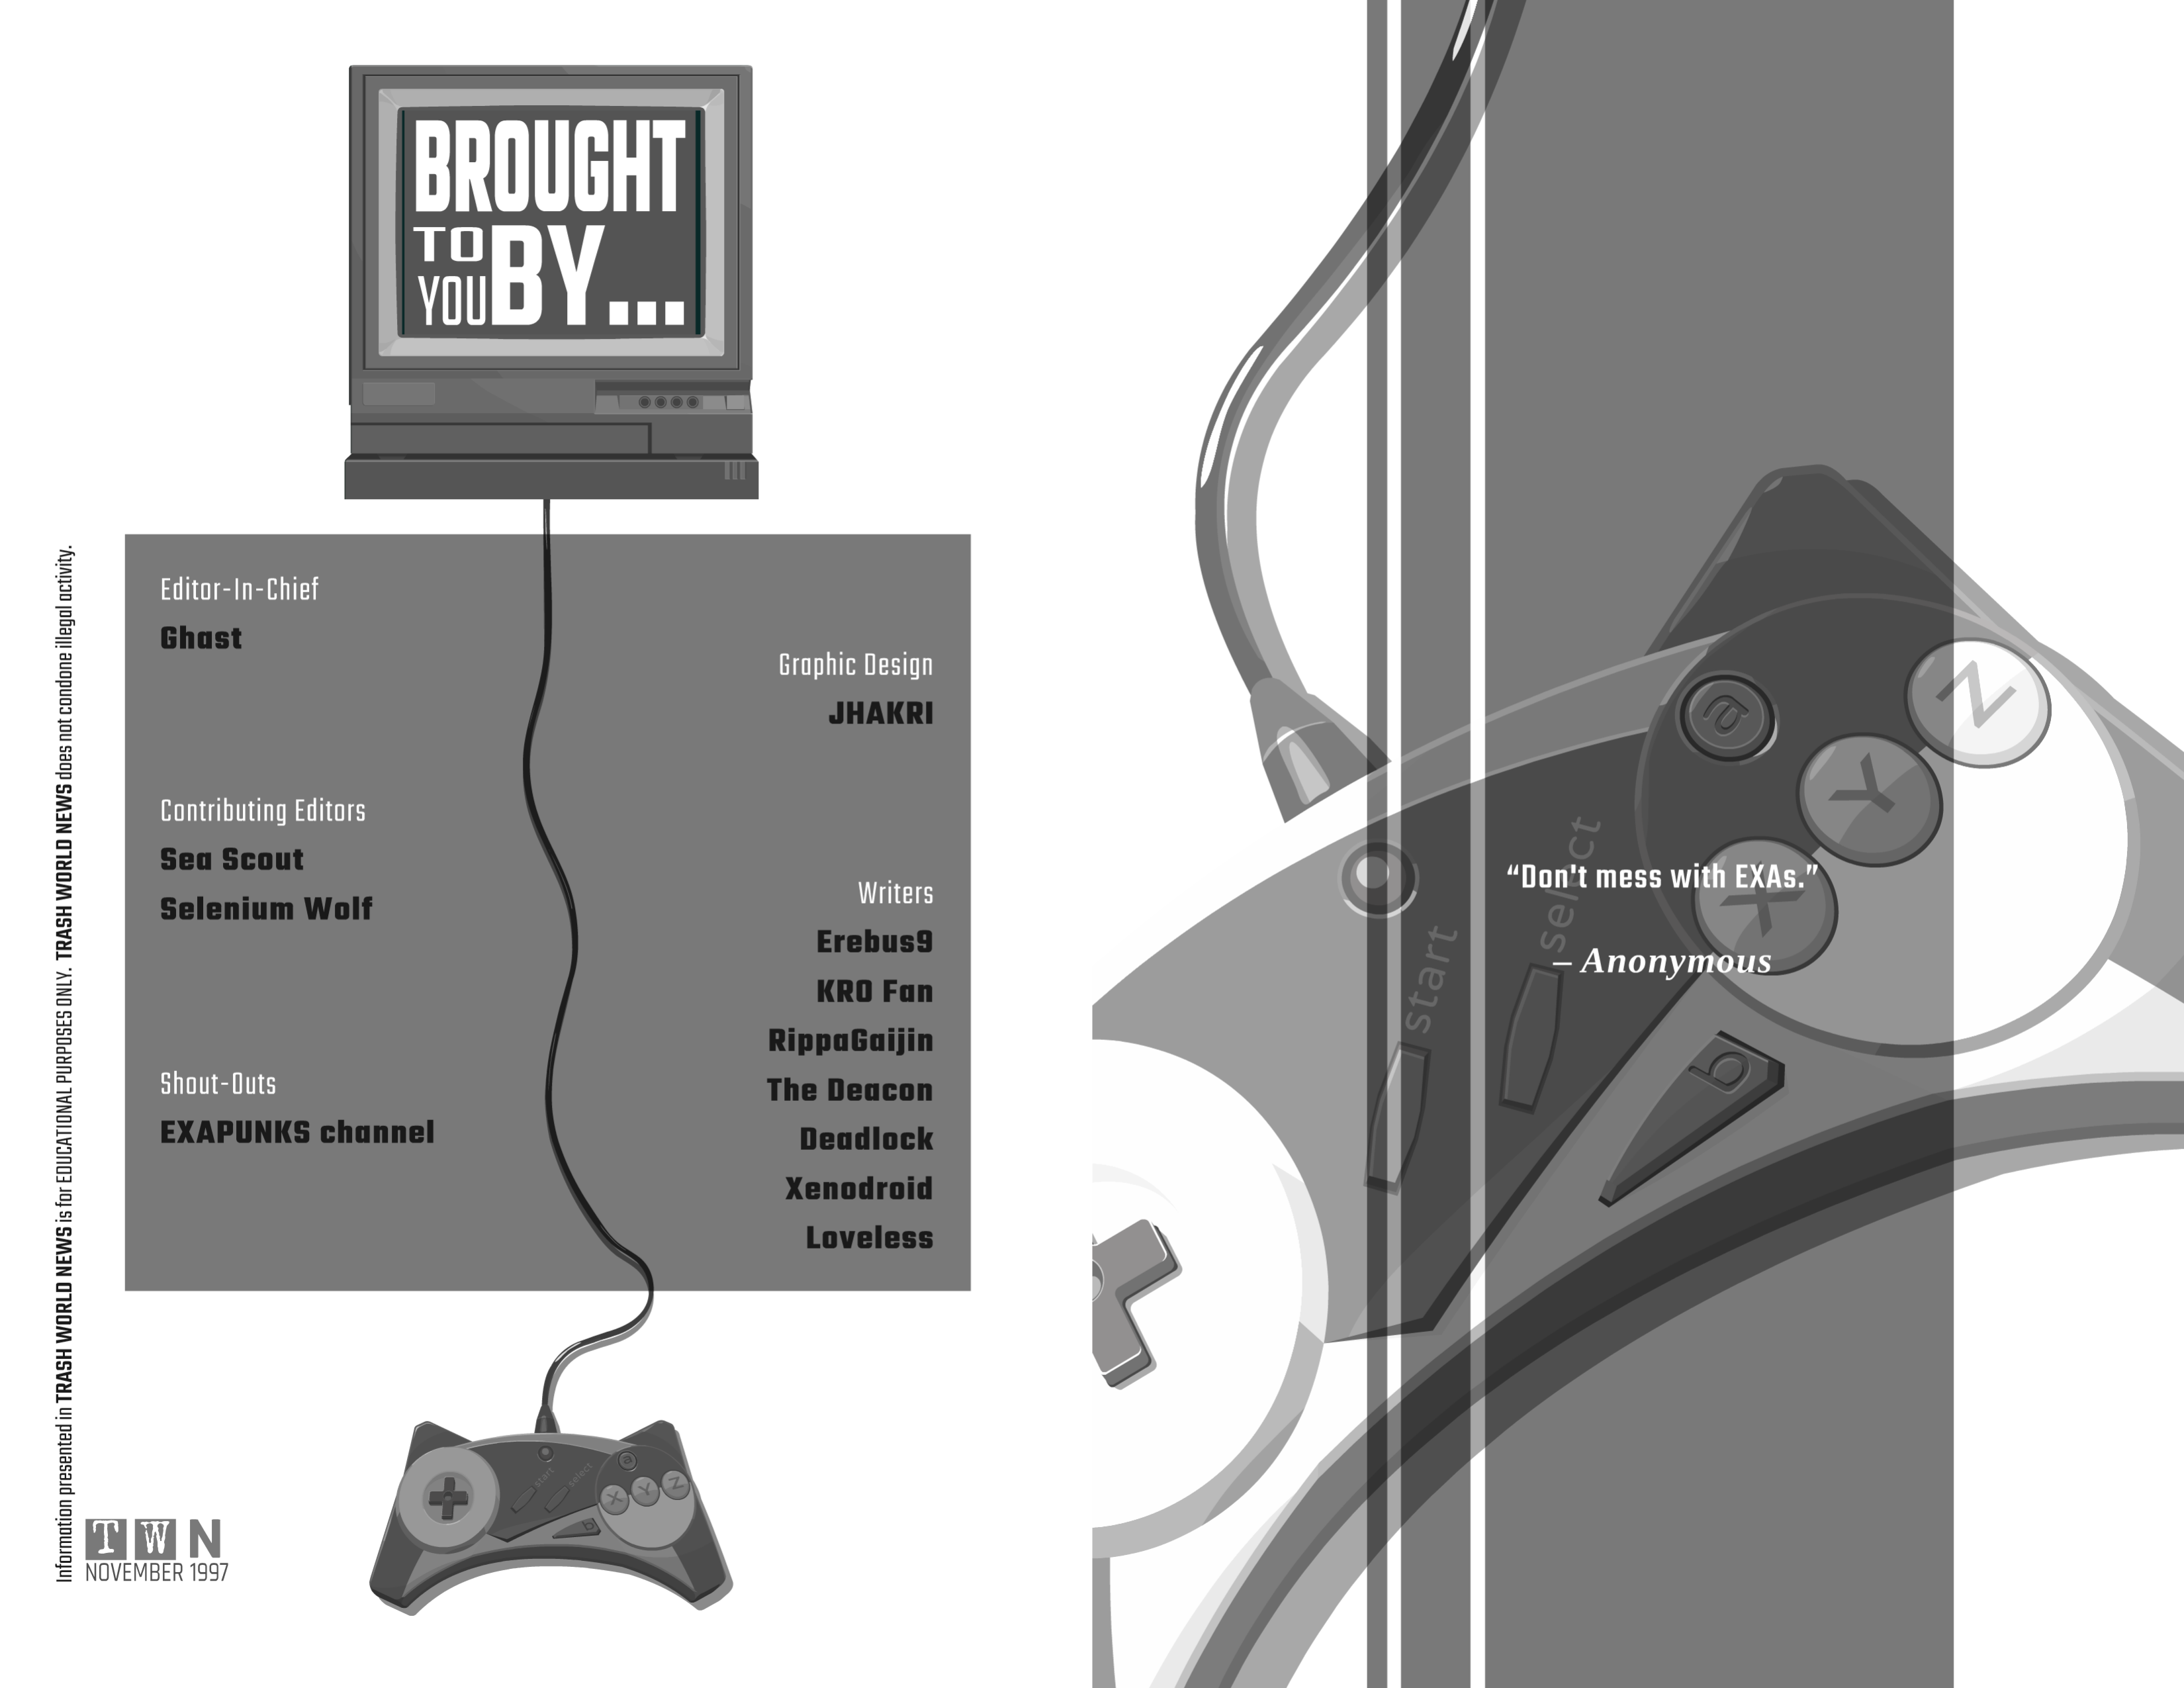 BROUGHT
TO
YOU
BY...
Editor-In-Chief
Ghast
Contributing Editors
Sea Scout
Selenium Wolf
Shout-Outs
EXAPUNKS channel
Graphic Design
JHAKRI
Writers
Erebus9
KRO Fan
RippaGaijin
The Deacon
Deadlock
Xenodroid
Loveless
start
select
a
X
Y
Z
b
Information presented in TRASH WORLD NEWS is for EDUCATIONAL PURPOSES ONLY. TRASH WORLD NEWS does not condone illegal activity.
TWN
NOVEMBER 1997
a
Z
Y
X
select
start
b
“Don't mess with EXAs.”
– Anonymous